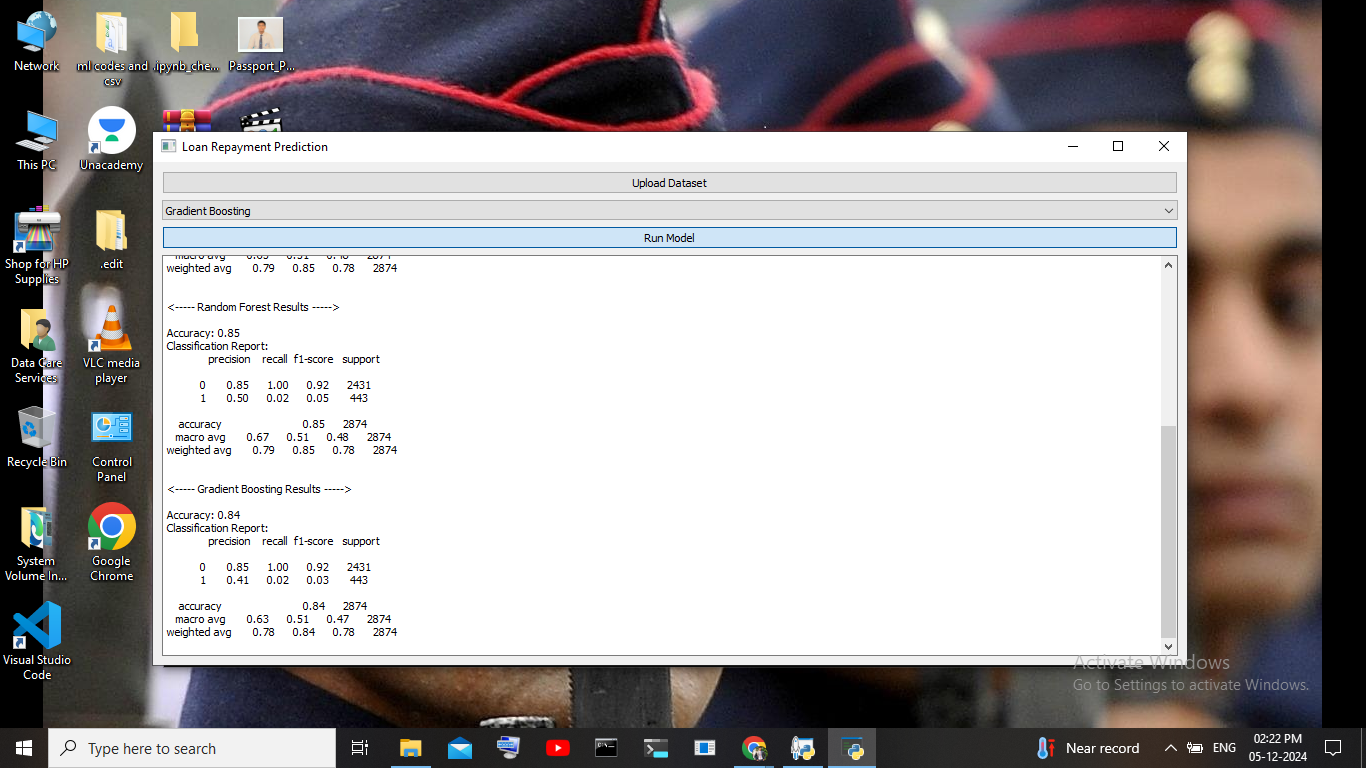 Network
ml codes and
csv
.ipynb_che...
Passport_P...
This PC
Unacademy
Shop for HP
Supplies
.edit
Data Care
Services
VLC media
player
Recycle Bin
Control
Panel
System
Volume In...
Google
Chrome
Visual Studio
Code
Loan Repayment Prediction
Upload Dataset
Gradient Boosting
Run Model
macro avg 0.51 2874
weighted avg 0.79 0.85 0.78 2874
<----- Random Forest Results ----->
Accuracy: 0.85
Classification Report:
precision recall f1-score support
0 0.85 1.00 0.92 2431
1 0.50 0.02 0.05 443
accuracy 0.85 2874
macro avg 0.67 0.51 0.48 2874
weighted avg 0.79 0.85 0.78 2874
<----- Gradient Boosting Results ----->
Accuracy: 0.84
Classification Report:
precision recall f1-score support
0 0.85 1.00 0.92 2431
1 0.41 0.02 0.03 443
accuracy 0.84 2874
macro avg 0.63 0.51 0.47 2874
weighted avg 0.78 0.84 0.78 2874
Activate Windows
Go to Settings to activate Windows.
Type here to search
Near record
ENG
02:22 PM
05-12-2024